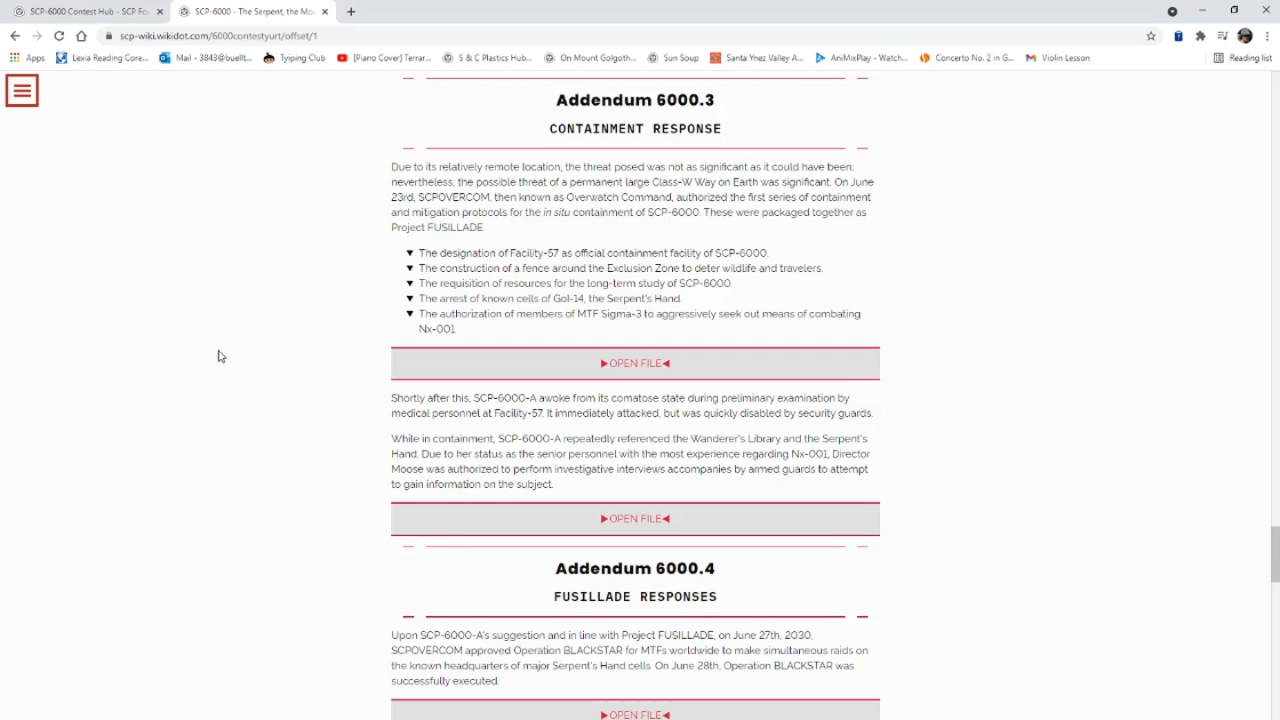 SCP-6000 Contest Hub - SCP Fo
SCP-6000 - The Serpent, the Mo
scp-wiki.wikidot.com/6000contestyurt/offset/1
Apps
Lexia Reading Core...
Mail - 3843@buellt...
Tyiping Club
[Piano Cover] Terrar...
S & C Plastics Hub...
On Mount Golgoth...
Sun Soup
Santa Ynez Valley A...
AniMixPlay - Watch...
Concerto No. 2 in G...
Violin Lesson
Reading list
Addendum 6000.3
CONTAINMENT RESPONSE
Due to its relatively remote location, the threat posed was not as significant as it could have been;
nevertheless, the possible threat of a permanent large Class-W Way on Earth was significant. On June
23rd, SCPOVERCOM, then known as Overwatch Command, authorized the first series of containment
and mitigation protocols for the in situ containment of SCP-6000. These were packaged together as
Project FUSILLADE.
▼ The designation of Facility-57 as official containment facility of SCP-6000.
▼ The construction of a fence around the Exclusion Zone to deter wildlife and travelers.
▼ The requisition of resources for the long-term study of SCP-6000.
▼ The arrest of known cells of GoI-14, the Serpent's Hand.
▼ The authorization of members of MTF Sigma-3 to aggressively seek out means of combating
Nx-001.
▶OPEN FILE◀
Shortly after this, SCP-6000-A awoke from its comatose state during preliminary examination by
medical personnel at Facility-57. It immediately attacked, but was quickly disabled by security guards.
While in containment, SCP-6000-A repeatedly referenced the Wanderer's Library and the Serpent's
Hand. Due to her status as the senior personnel with the most experience regarding Nx-001, Director
Moose was authorized to perform investigative interviews accompanies by armed guards to attempt
to gain information on the subject.
▶OPEN FILE◀
Addendum 6000.4
FUSILLADE RESPONSES
Upon SCP-6000-A's suggestion and in line with Project FUSILLADE, on June 27th, 2030,
SCPOVERCOM approved Operation BLACKSTAR for MTFs worldwide to make simultaneous raids on
the known headquarters of major Serpent's Hand cells. On June 28th, Operation BLACKSTAR was
successfully executed.
▶OPEN FILE◀